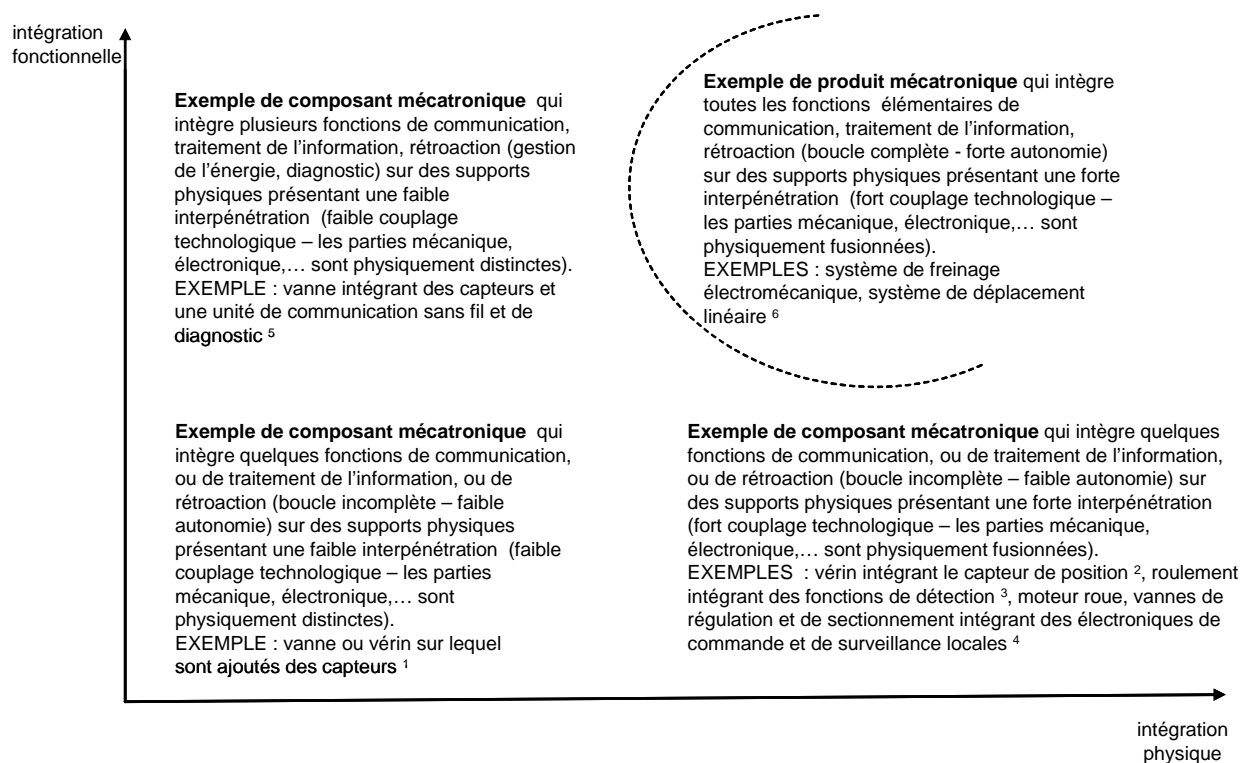 intégration
fonctionnelle
Exemple de composant mécatronique qui
intègre plusieurs fonctions de communication,
traitement de l'information, rétroaction (gestion
de l'énergie, diagnostic) sur des supports
physiques présentant une faible
interpénétration (faible couplage
technologique – les parties mécanique,
électronique,… sont physiquement distinctes).
EXEMPLE : vanne intégrant des capteurs et
une unité de communication sans fil et de
diagnostic ⁵
Exemple de produit mécatronique qui intègre
toutes les fonctions élémentaires de
communication, traitement de l'information,
rétroaction (boucle complète - forte autonomie)
sur des supports physiques présentant une forte
interpénétration (fort couplage technologique –
les parties mécanique, électronique,… sont
physiquement fusionnées).
EXEMPLES : système de freinage
électromécanique, système de déplacement
linéaire ⁶
Exemple de composant mécatronique qui
intègre quelques fonctions de communication,
ou de traitement de l'information, ou de
rétroaction (boucle incomplète – faible
autonomie) sur des supports physiques
présentant une faible interpénétration (faible
couplage technologique – les parties
mécanique, électronique,… sont
physiquement distinctes).
EXEMPLE : vanne ou vérin sur lequel
sont ajoutés des capteurs ¹
Exemple de composant mécatronique qui intègre quelques
fonctions de communication, ou de traitement de l'information,
ou de rétroaction (boucle incomplète – faible autonomie) sur
des supports physiques présentant une forte interpénétration
(fort couplage technologique – les parties mécanique,
électronique,… sont physiquement fusionnées).
EXEMPLES : vérin intégrant le capteur de position ², roulement
intégrant des fonctions de détection ³, moteur roue, vannes de
régulation et de sectionnement intégrant des électroniques de
commande et de surveillance locales ⁴
intégration
physique